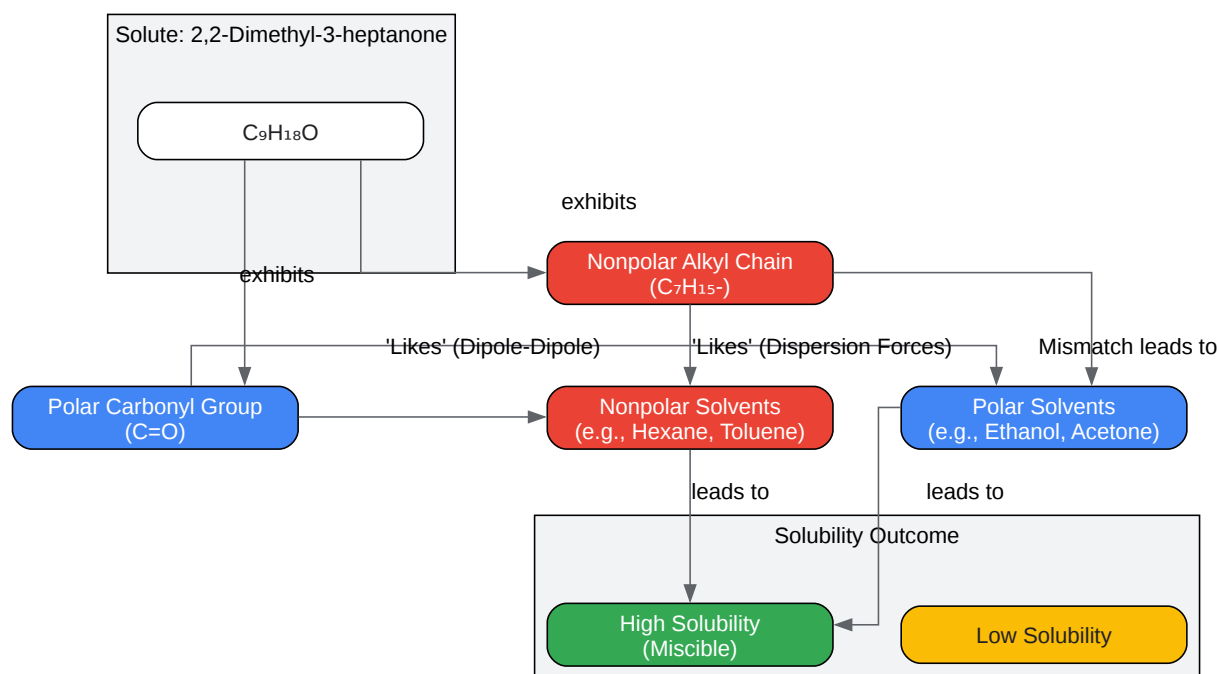 Solute: 2,2-Dimethyl-3-heptanone
C₉H₁₈O
exhibits
exhibits
Nonpolar Alkyl Chain
(C₇H₁₅-)
'Likes' (Dipole-Dipole)
'Likes' (Dispersion Forces)
Mismatch leads to
Polar Carbonyl Group
(C=O)
Nonpolar Solvents
(e.g., Hexane, Toluene)
Polar Solvents
(e.g., Ethanol, Acetone)
leads to
leads to
Solubility Outcome
High Solubility
(Miscible)
Low Solubility